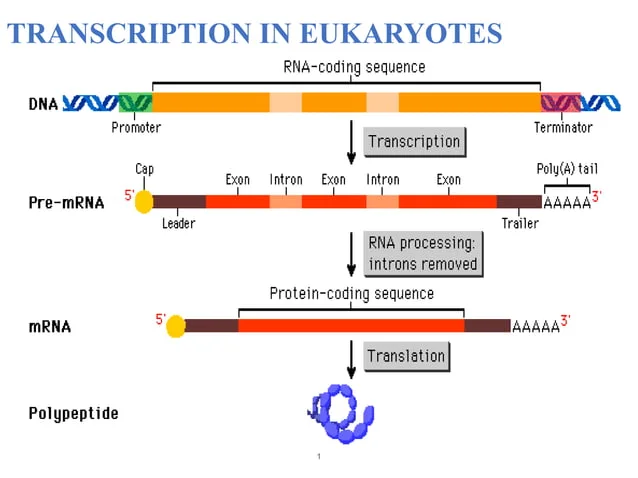 TRANSCRIPTION IN EUKARYOTES
RNA-coding sequence
DNA
Promoter
Terminator
Transcription
Cap
Poly(A) tail
Exon Intron Exon Intron Exon
5' 3'
Pre-mRNA
AAAAA
Leader
Trailer
RNA processing:
introns removed
Protein-coding sequence
5' 3'
mRNA
AAAAA
Translation
Polypeptide
1